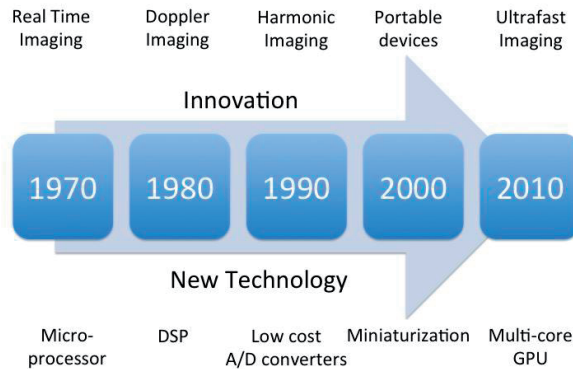 Real Time
Imaging
Doppler
Imaging
Harmonic
Imaging
Portable
devices
Ultrafast
Imaging
Innovation
1970
1980
1990
2000
2010
New Technology
Micro-
processor
DSP
Low cost
A/D converters
Miniaturization
Multi-core
GPU